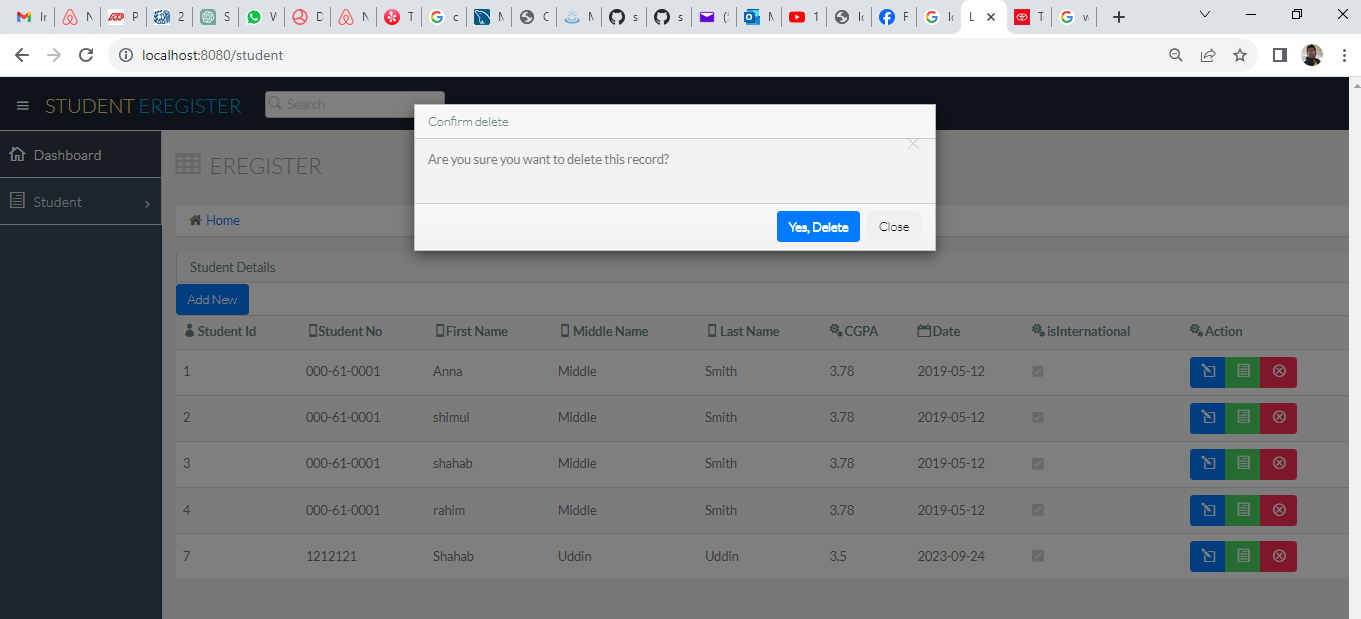 localhost:8080/student
STUDENT EREGISTER
Search
Confirm delete
Are you sure you want to delete this record?
Yes, Delete Close
Dashboard
Student
EREGISTER
Home
Student Details
Add New
Student Id Student No First Name Middle Name Last Name CGPA Date isInternational Action
1 000-61-0001 Anna Middle Smith 3.78 2019-05-12
2 000-61-0001 shimul Middle Smith 3.78 2019-05-12
3 000-61-0001 shahab Middle Smith 3.78 2019-05-12
4 000-61-0001 rahim Middle Smith 3.78 2019-05-12
7 1212121 Shahab Uddin Uddin 3.5 2023-09-24